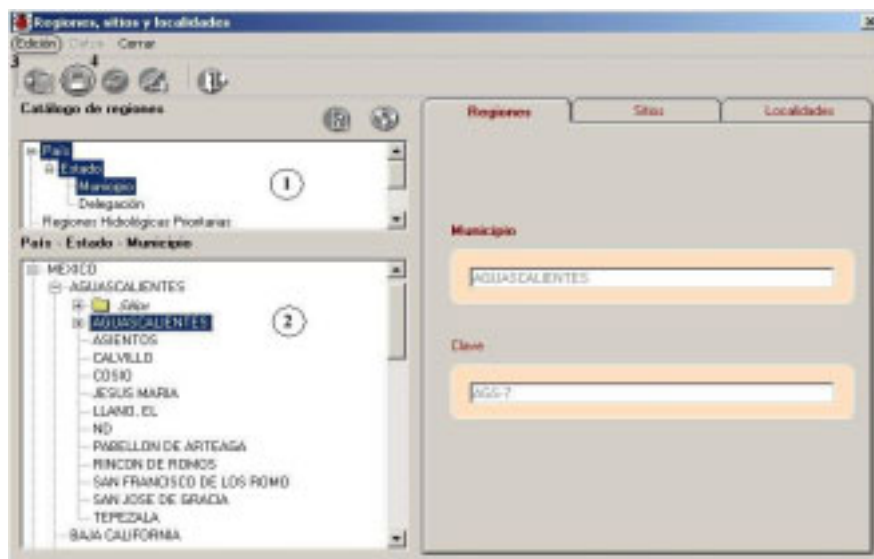 Regiones, sitios y localidades
Edición Datos Cerrar
3 4
Catálogo de regiones
País
Estado
Municipio
Delegación
Regiones Hidrológicas Prioritarias
1
País - Estado - Municipio
MEXICO
AGUASCALIENTES
Sitios
AGUASCALIENTES
ASIENTOS
CALVILLO
COSIO
JESUS MARIA
LLANO, EL
ND
PABELLON DE ARTEAGA
RINCON DE ROMOS
SAN FRANCISCO DE LOS ROMO
SAN JOSE DE GRACIA
TEPEZALA
BAJA CALIFORNIA
2
Regiones Sitios Localidades
Municipio
AGUASCALIENTES
Clave
AGS-7